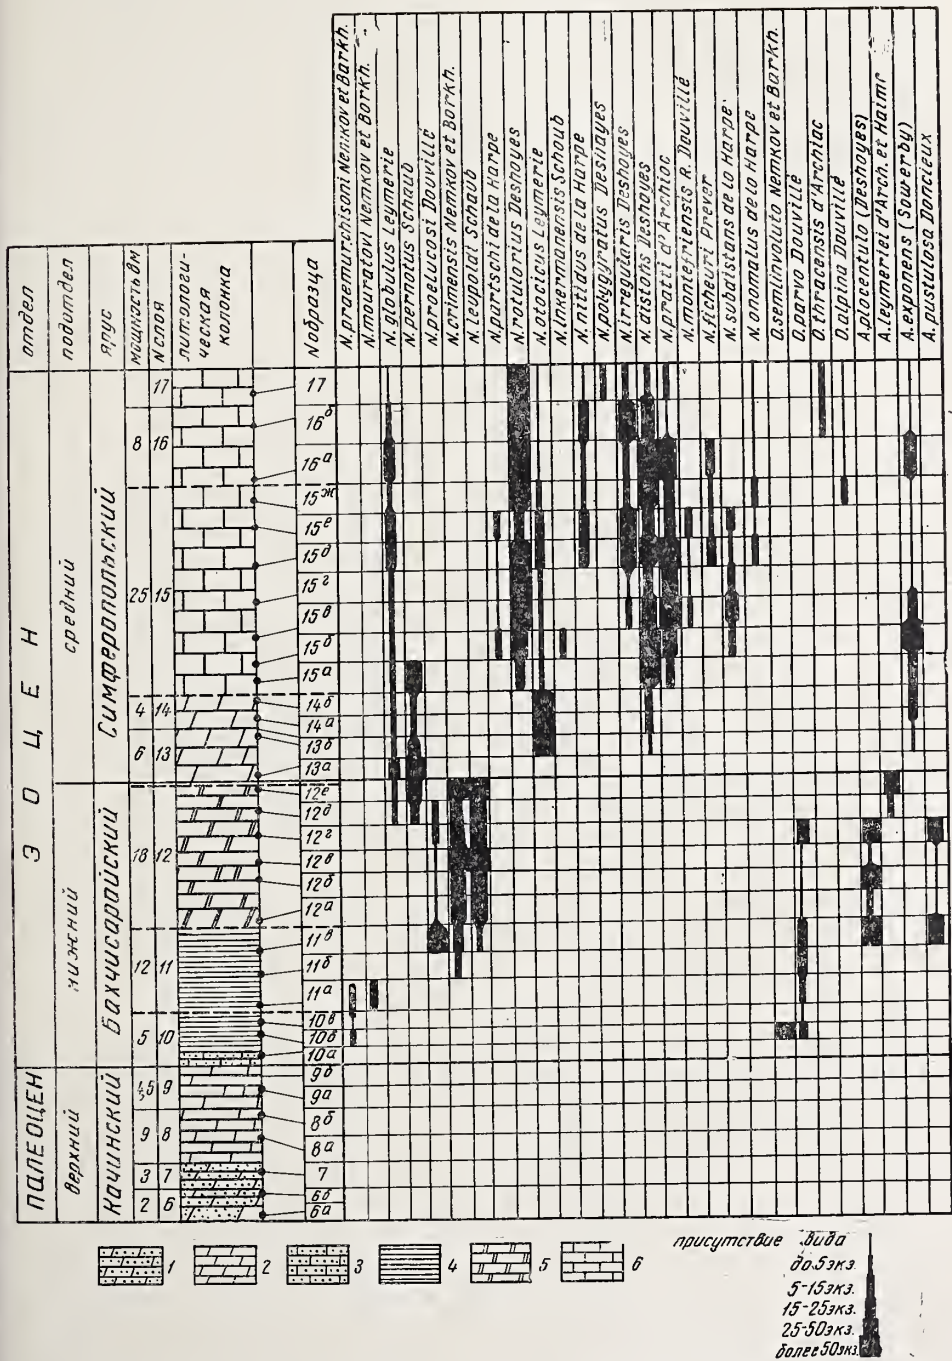 отдел
подотдел
ярус
мощность в м
N слоя
литологи-
ческая
колонка
N образца
N. praemurchisoni Nemkov et Barkh.
N. mouratovi Nemkov et Barkh.
N. globulus Leymerie
N. pernotus Schaub
N. praelucasi Douvillé
N. crimensis Nemkov et Barkh.
N. leupoldi Schaub
N. partschi de la Harpe
N. rotularius Deshayes
N. atacicus Leymerie
N. inkermanensis Schaub
N. nitidus de la Harpe
N. polygyratus Deshayes
N. irregularis Deshayes
N. distans Deshayes
N. pratti d'Archiac
N. montefriensis R. Douvillé
N. ficheuri Prever
N. subdistans de la Harpe
N. anomalus de la Harpe
O. seminvoluta Nemkov et Barkh.
O. parva Douvillé
O. thracensis d'Archiac
O. alpina Douvillé
A. placentula (Deshayes)
A. leymeriei d'Arch. et Haime
A. exponens (Sowerby)
A. pustulosa Doncieux
ЭОЦЕН
средний
Симферопольский
17 17
8 16 16б
16а
25 15 15ж
15е
15д
15г
15в
15б
15а
4 14 14б
14а
6 13 13б
13а
нижний
Бахчисарайский
18 12 12е
12д
12г
12в
12б
12а
12 11 11в
11б
11а
5 10 10в
10б
10а
ПАЛЕОЦЕН
верхний
Качинский
4,5 9 9б
9а
9 8 8б
8а
3 7 7
2 6 6б
6а
1 2 3 4 5 6
присутствие вида
до 5 экз.
5-15 экз.
15-25 экз.
25-50 экз.
более 50 экз.